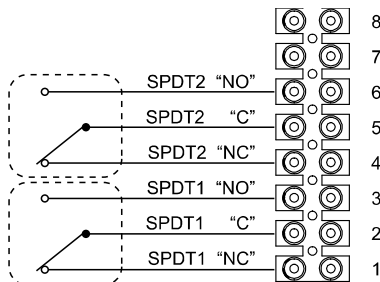 8
7
SPDT2 “NO” 6
SPDT2 “C” 5
SPDT2 “NC” 4
SPDT1 “NO” 3
SPDT1 “C” 2
SPDT1 “NC” 1